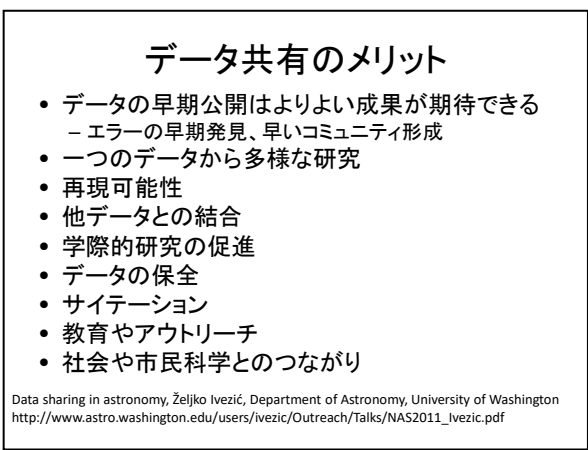 データ共有のメリット
• データの早期公開はよりよい成果が期待できる
– エラーの早期発見、早いコミュニティ形成
• 一つのデータから多様な研究
• 再現可能性
• 他データとの結合
• 学際的研究の促進
• データの保全
• サイテーション
• 教育やアウトリーチ
• 社会や市民科学とのつながり
Data sharing in astronomy, Željko Ivezić, Department of Astronomy, University of Washington
http://www.astro.washington.edu/users/ivezic/Outreach/Talks/NAS2011_Ivezic.pdf